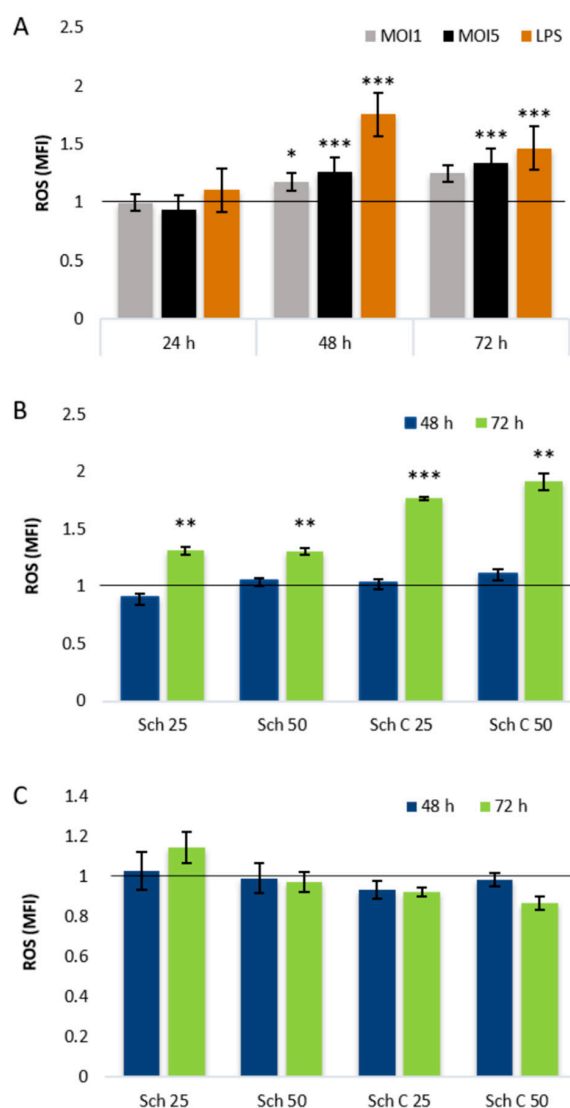 A
2.5
MOI1 MOI5 LPS
2
***
***
***
***
1.5
*
ROS (MFI)
1
0.5
0
24 h 48 h 72 h
B
2.5
48 h 72 h
**
2
***
ROS (MFI)
1.5
** **
1
0.5
0
Sch 25 Sch 50 Sch C 25 Sch C 50
C
1.4
48 h 72 h
1.2
1
ROS (MFI)
0.8
0.6
0.4
0.2
0
Sch 25 Sch 50 Sch C 25 Sch C 50